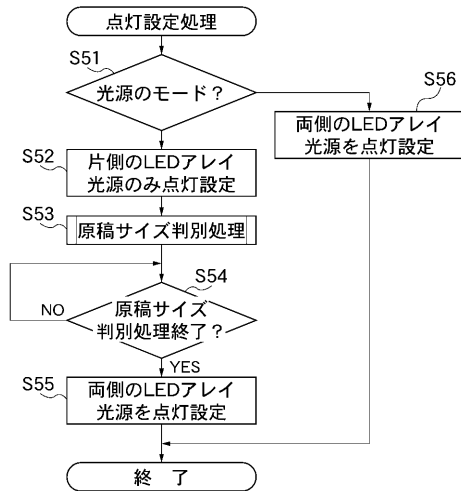 点灯設定処理
S51
光源のモード？
S56
両側のLEDアレイ
光源を点灯設定
S52
片側のLEDアレイ
光源のみ点灯設定
S53
原稿サイズ判別処理
S54
原稿サイズ
判別処理終了？
NO
YES
S55
両側のLEDアレイ
光源を点灯設定
終 了